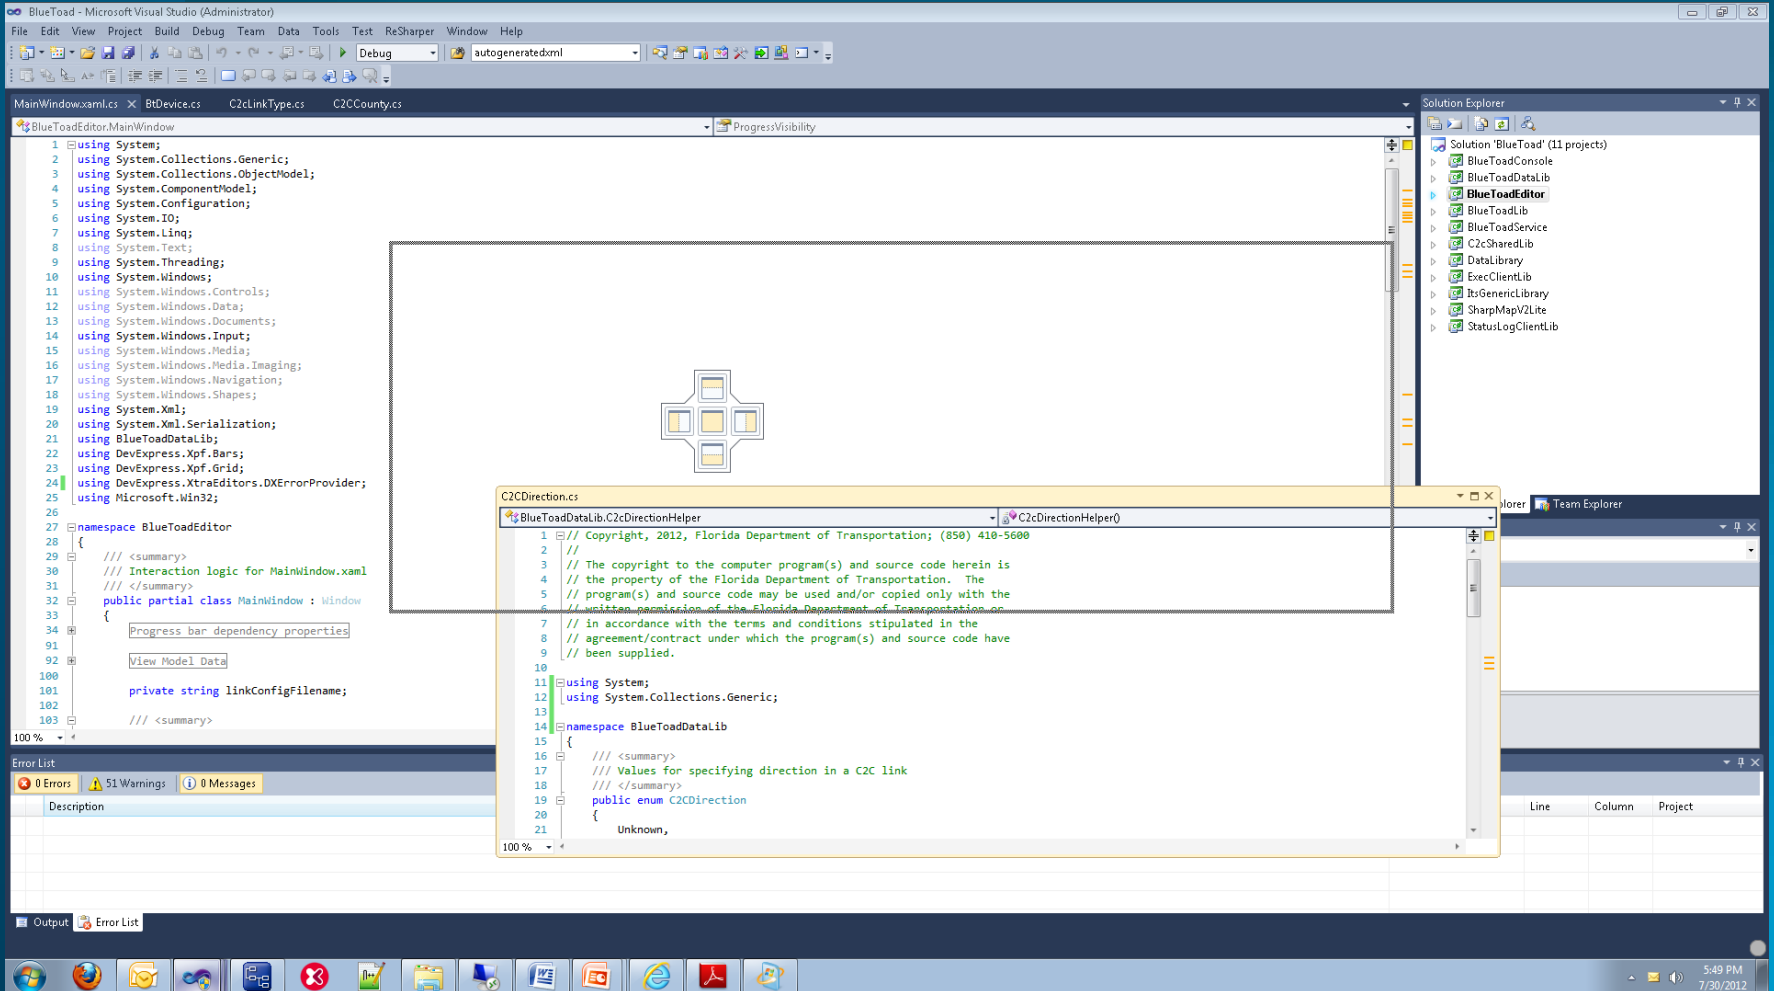 BlueToad - Microsoft Visual Studio (Administrator)
File Edit View Project Build Debug Team Data Tools Test ReSharper Window Help
Debug autogeneratedxml
MainWindow.xaml.cs BtDevice.cs C2cLinkType.cs C2CCounty.cs
BlueToadEditor.MainWindow ProgressVisibility
1 using System;
2 using System.Collections.Generic;
3 using System.Collections.ObjectModel;
4 using System.ComponentModel;
5 using System.Configuration;
6 using System.IO;
7 using System.Linq;
8 using System.Text;
9 using System.Threading;
10 using System.Windows;
11 using System.Windows.Controls;
12 using System.Windows.Data;
13 using System.Windows.Documents;
14 using System.Windows.Input;
15 using System.Windows.Media;
16 using System.Windows.Media.Imaging;
17 using System.Windows.Navigation;
18 using System.Windows.Shapes;
19 using System.Xml;
20 using System.Xml.Serialization;
21 using BlueToadDataLib;
22 using DevExpress.Xpf.Bars;
23 using DevExpress.Xpf.Grid;
24 using DevExpress.XtraEditors.DXErrorProvider;
25 using Microsoft.Win32;
26
27 namespace BlueToadEditor
28 {
29 /// <summary>
30 /// Interaction logic for MainWindow.xaml
31 /// </summary>
32 public partial class MainWindow : Window
33 {
34 Progress bar dependency properties
91
92 View Model Data
100
101 private string linkConfigFilename;
102
103 /// <summary>
100 %
C2CDirection.cs
BlueToadDataLib.C2cDirectionHelper C2cDirectionHelper()
1 // Copyright, 2012, Florida Department of Transportation; (850) 410-5600
2 //
3 // The copyright to the computer program(s) and source code herein is
4 // the property of the Florida Department of Transportation. The
5 // program(s) and source code may be used and/or copied only with the
6 // written permission of the Florida Department of Transportation or
7 // in accordance with the terms and conditions stipulated in the
8 // agreement/contract under which the program(s) and source code have
9 // been supplied.
10
11 using System;
12 using System.Collections.Generic;
13
14 namespace BlueToadDataLib
15 {
16 /// <summary>
17 /// Values for specifying direction in a C2C link
18 /// </summary>
19 public enum C2CDirection
20 {
21 Unknown,
100 %
Solution Explorer
Solution 'BlueToad' (11 projects)
BlueToadConsole
BlueToadDataLib
BlueToadEditor
BlueToadLib
BlueToadService
C2cSharedLib
DataLibrary
ExecClientLib
ItsGenericLibrary
SharpMapV2Lite
StatusLogClientLib
lorer Team Explorer
Error List
0 Errors 51 Warnings 0 Messages
Description Line Column Project
Output Error List
5:49 PM
7/30/2012